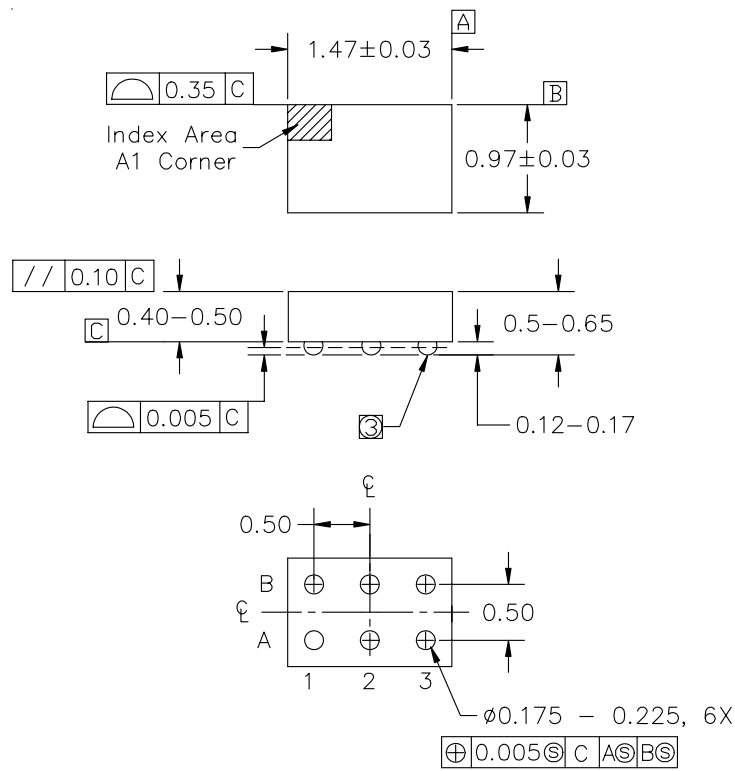 A
1.47±0.03
⌓ 0.35 C
B
Index Area
A1 Corner
0.97±0.03
// 0.10 C
0.40-0.50
0.5-0.65
C
⌓ 0.005 C
3
0.12-0.17
℄
0.50
B
℄
0.50
A
1 2 3
⌀0.175 - 0.225, 6X
⌖ 0.005Ⓢ C AⓈ BⓈ